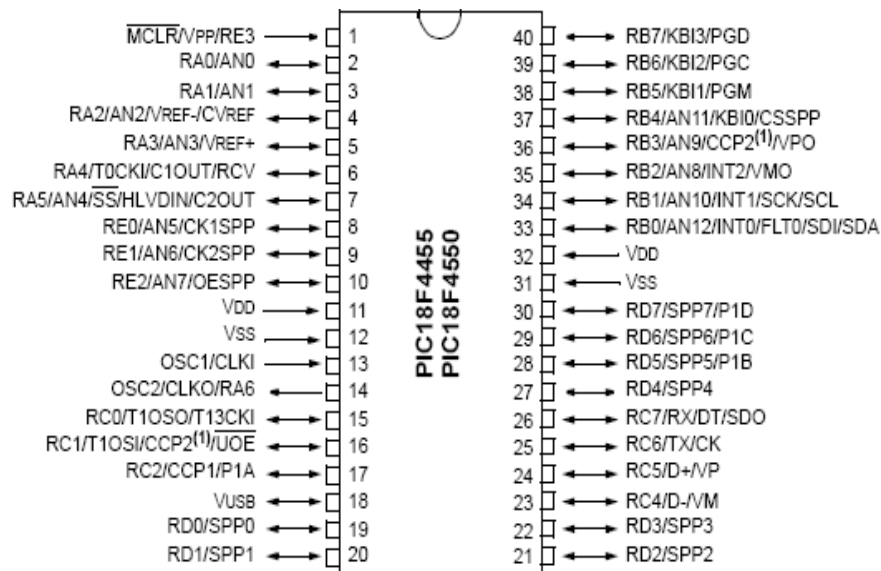 MCLR/VPP/RE3 1 40 RB7/KBI3/PGD
RA0/AN0 2 39 RB6/KBI2/PGC
RA1/AN1 3 38 RB5/KBI1/PGM
RA2/AN2/VREF-/CVREF 4 37 RB4/AN11/KBI0/CSSPP
RA3/AN3/VREF+ 5 36 RB3/AN9/CCP2(1)/VPO
RA4/T0CKI/C1OUT/RCV 6 35 RB2/AN8/INT2/VMO
RA5/AN4/SS/HLVDIN/C2OUT 7 34 RB1/AN10/INT1/SCK/SCL
RE0/AN5/CK1SPP 8 33 RB0/AN12/INT0/FLT0/SDI/SDA
RE1/AN6/CK2SPP 9 32 VDD
RE2/AN7/OESPP 10 31 VSS
VDD 11 30 RD7/SPP7/P1D
VSS 12 29 RD6/SPP6/P1C
OSC1/CLKI 13 28 RD5/SPP5/P1B
OSC2/CLKO/RA6 14 27 RD4/SPP4
RC0/T1OSO/T13CKI 15 26 RC7/RX/DT/SDO
RC1/T1OSI/CCP2(1)/UOE 16 25 RC6/TX/CK
RC2/CCP1/P1A 17 24 RC5/D+/VP
VUSB 18 23 RC4/D-/VM
RD0/SPP0 19 22 RD3/SPP3
RD1/SPP1 20 21 RD2/SPP2
PIC18F4455
PIC18F4550